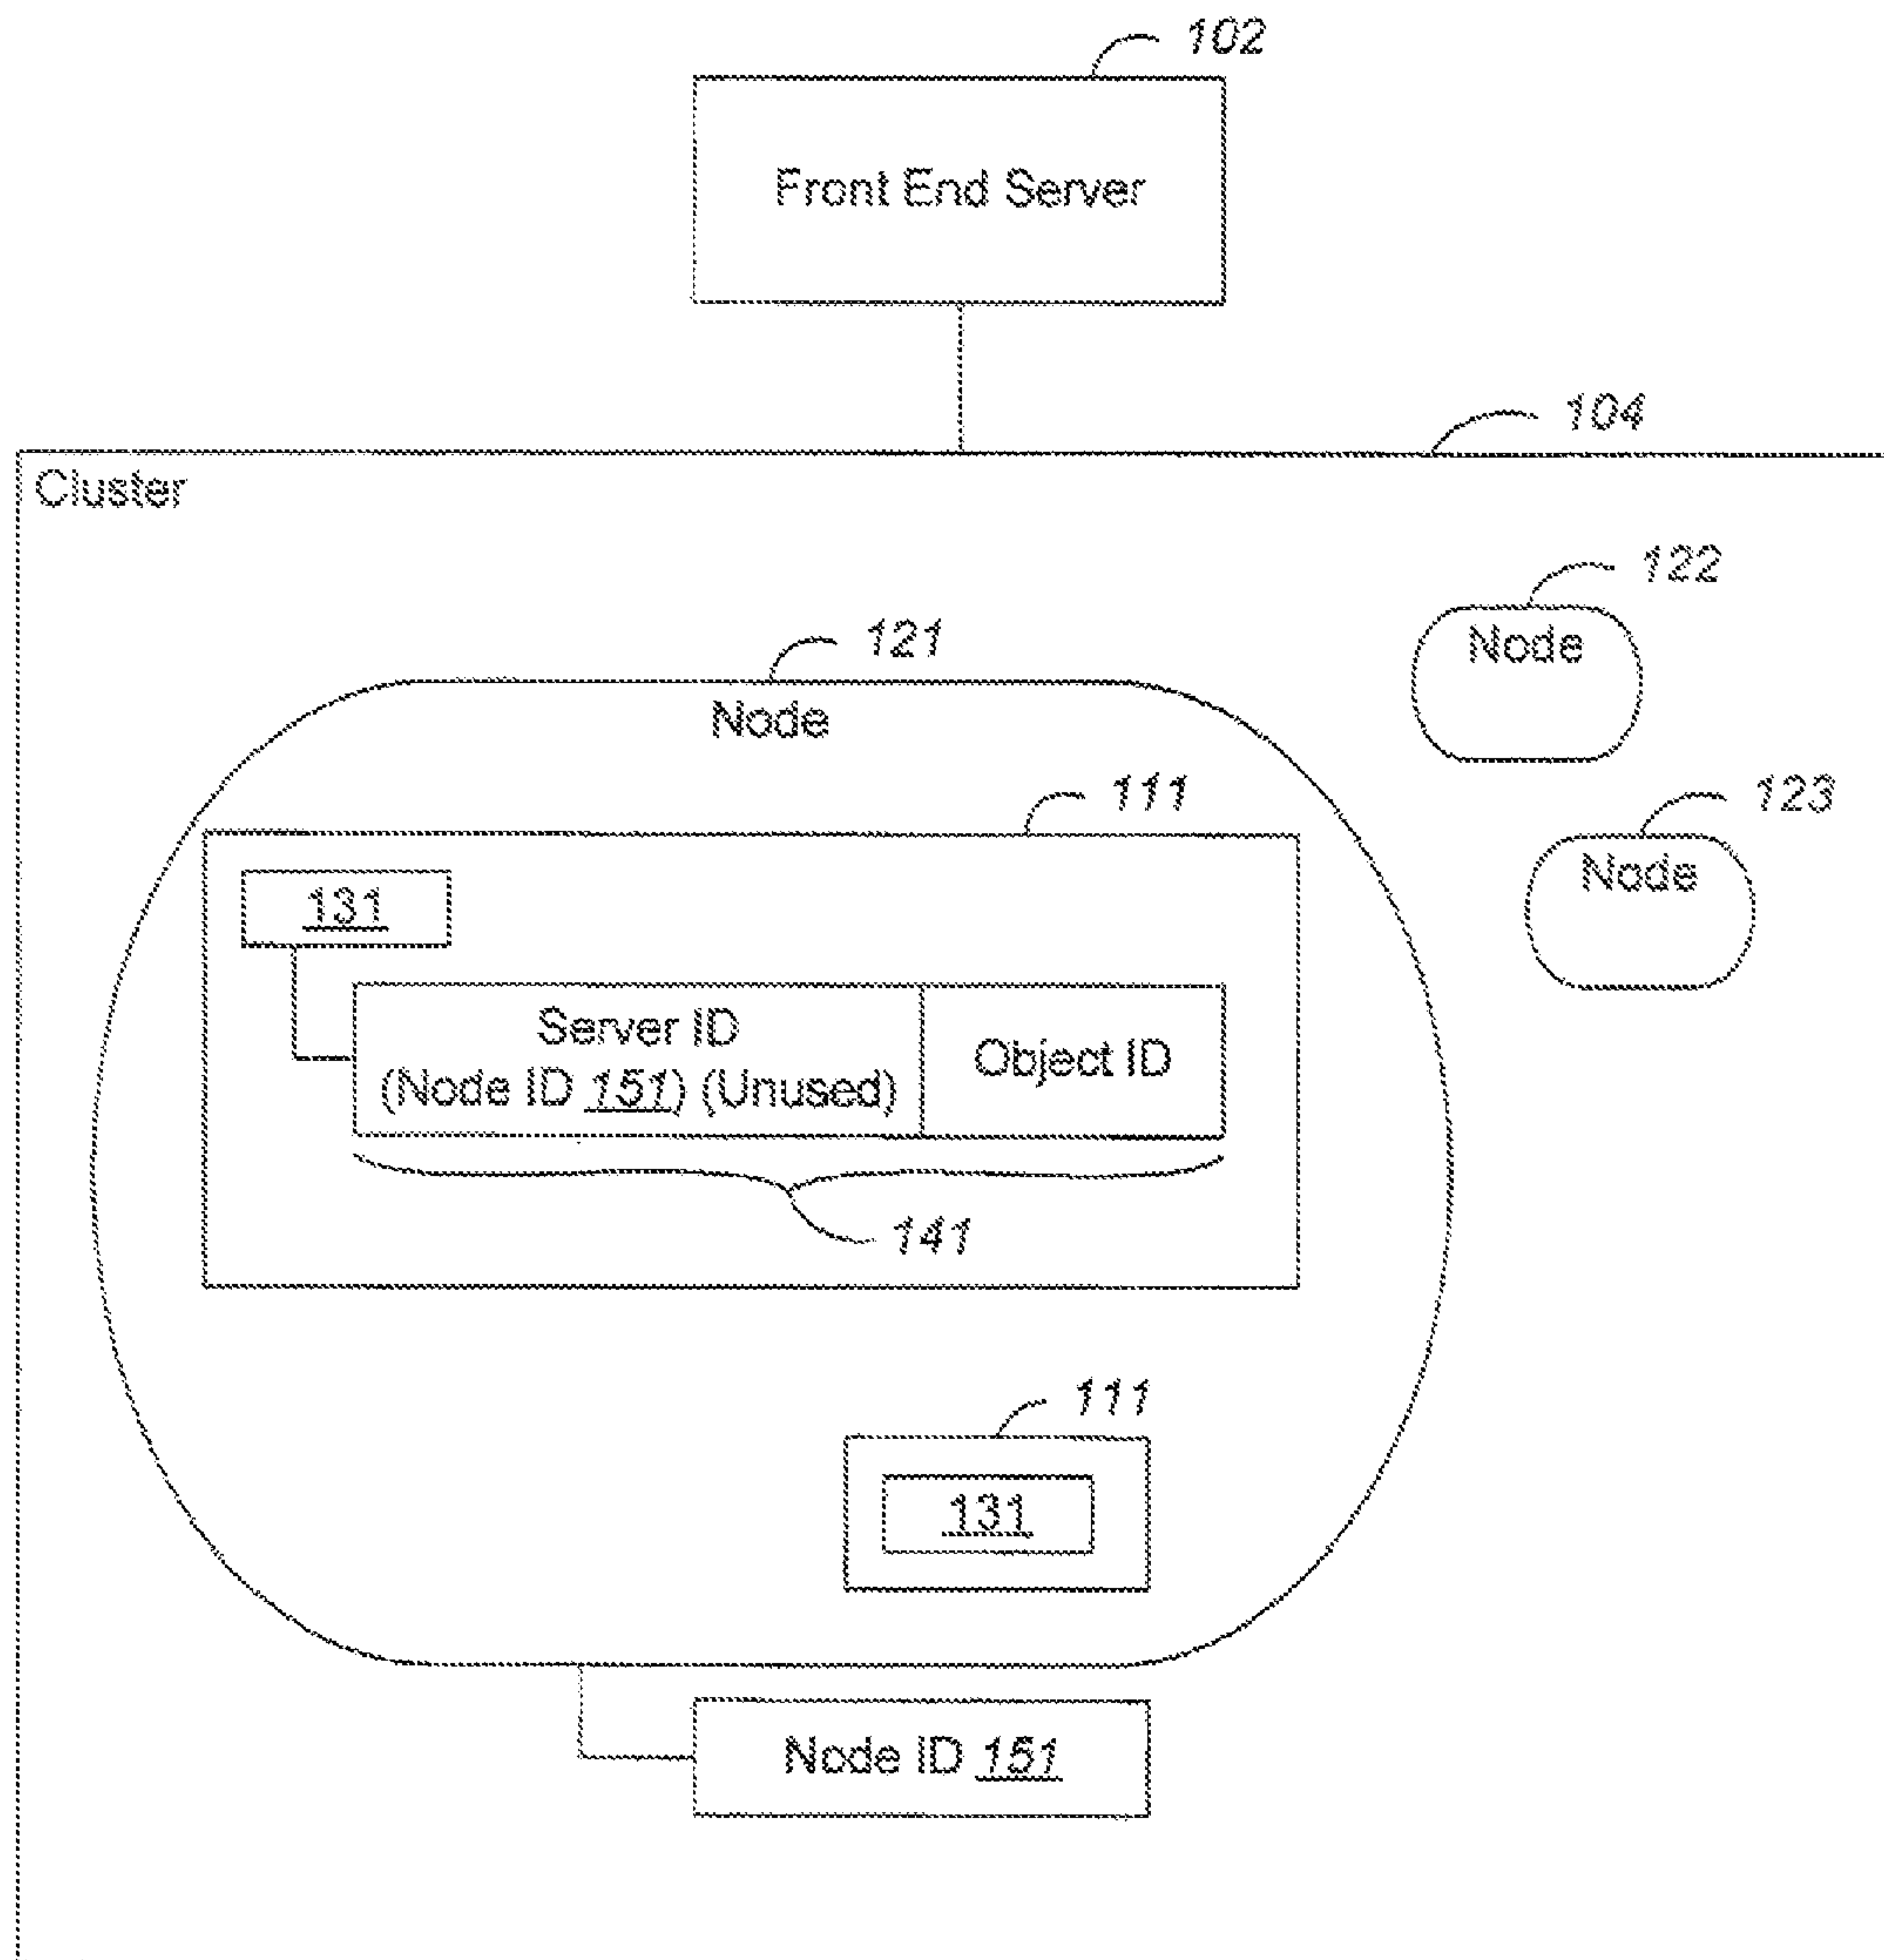 102
Front End Server
104
Cluster
122
Node
121
Node
111
123
Node
131
Server ID
(Node ID 151) (Unused)
Object ID
141
111
131
Node ID 151